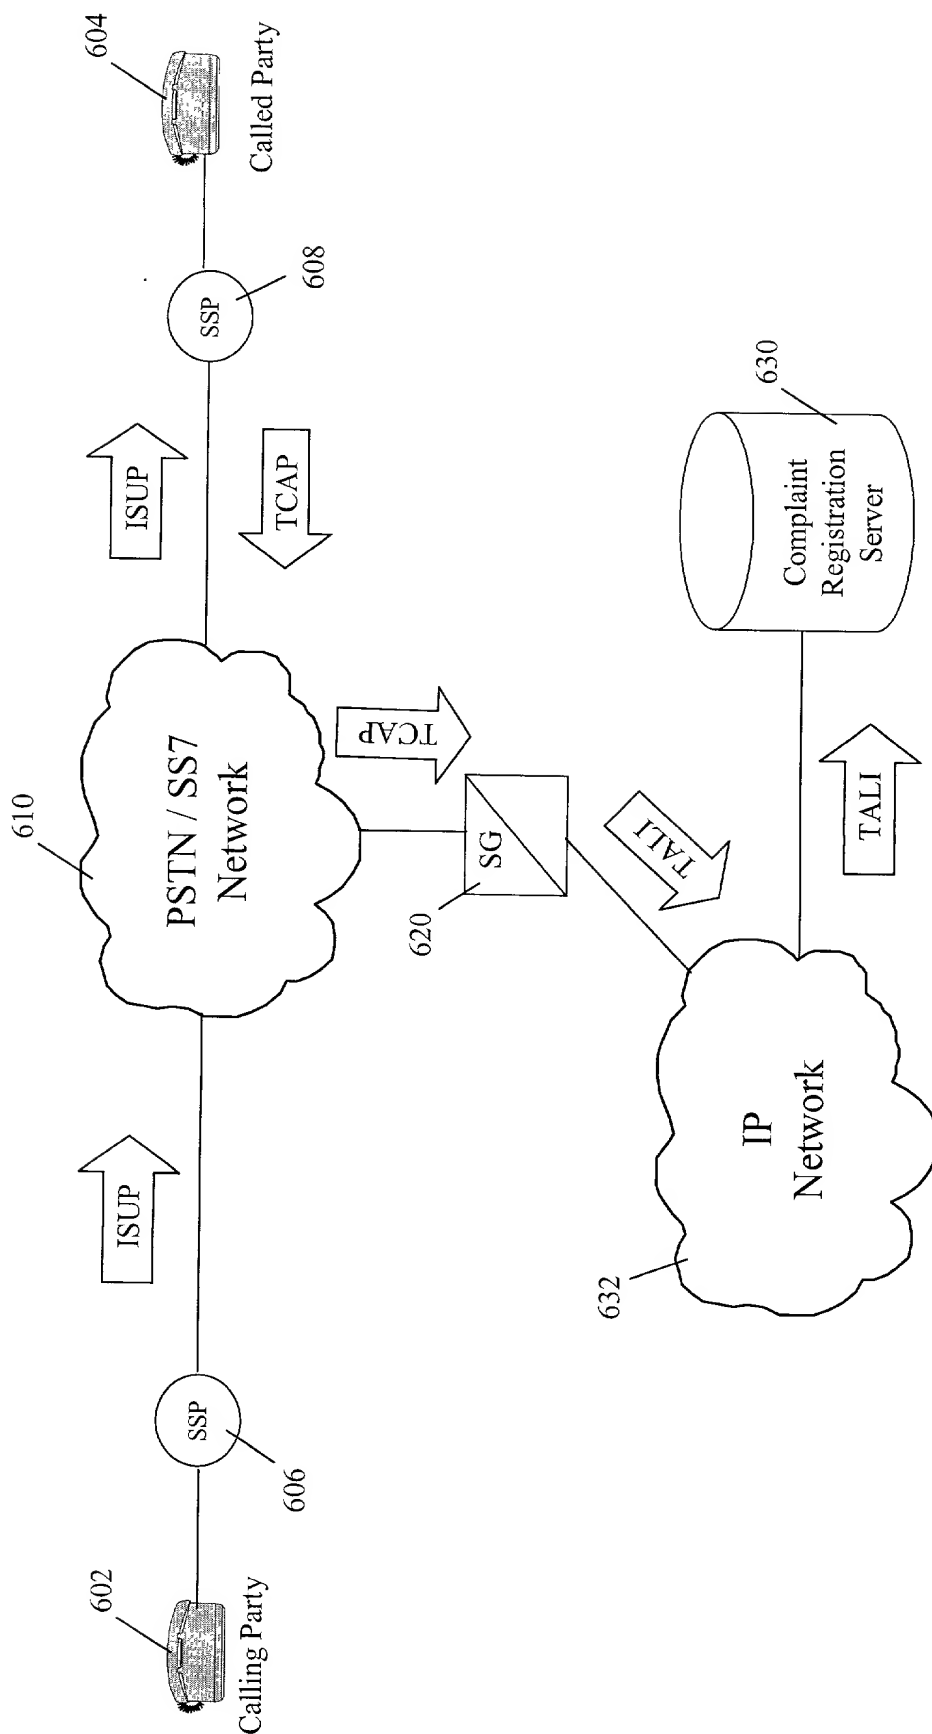 602
Calling Party
SSP
606
ISUP
610
PSTN / SS7
Network
ISUP
TCAP
SSP
608
604
Called Party
TCAP
620
SG
TALI
632
IP
Network
TALI
630
Complaint
Registration
Server